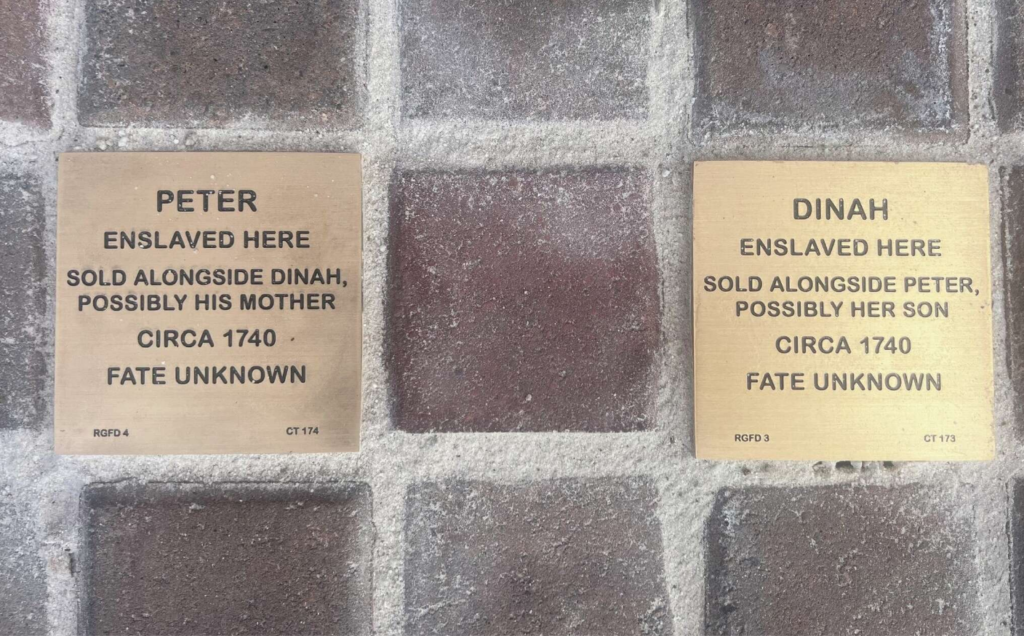 PETER
ENSLAVED HERE
SOLD ALONGSIDE DINAH,
POSSIBLY HIS MOTHER
CIRCA 1740
FATE UNKNOWN
RGFD 4 CT 174
DINAH
ENSLAVED HERE
SOLD ALONGSIDE PETER,
POSSIBLY HER SON
CIRCA 1740
FATE UNKNOWN
RGFD 3 CT 173